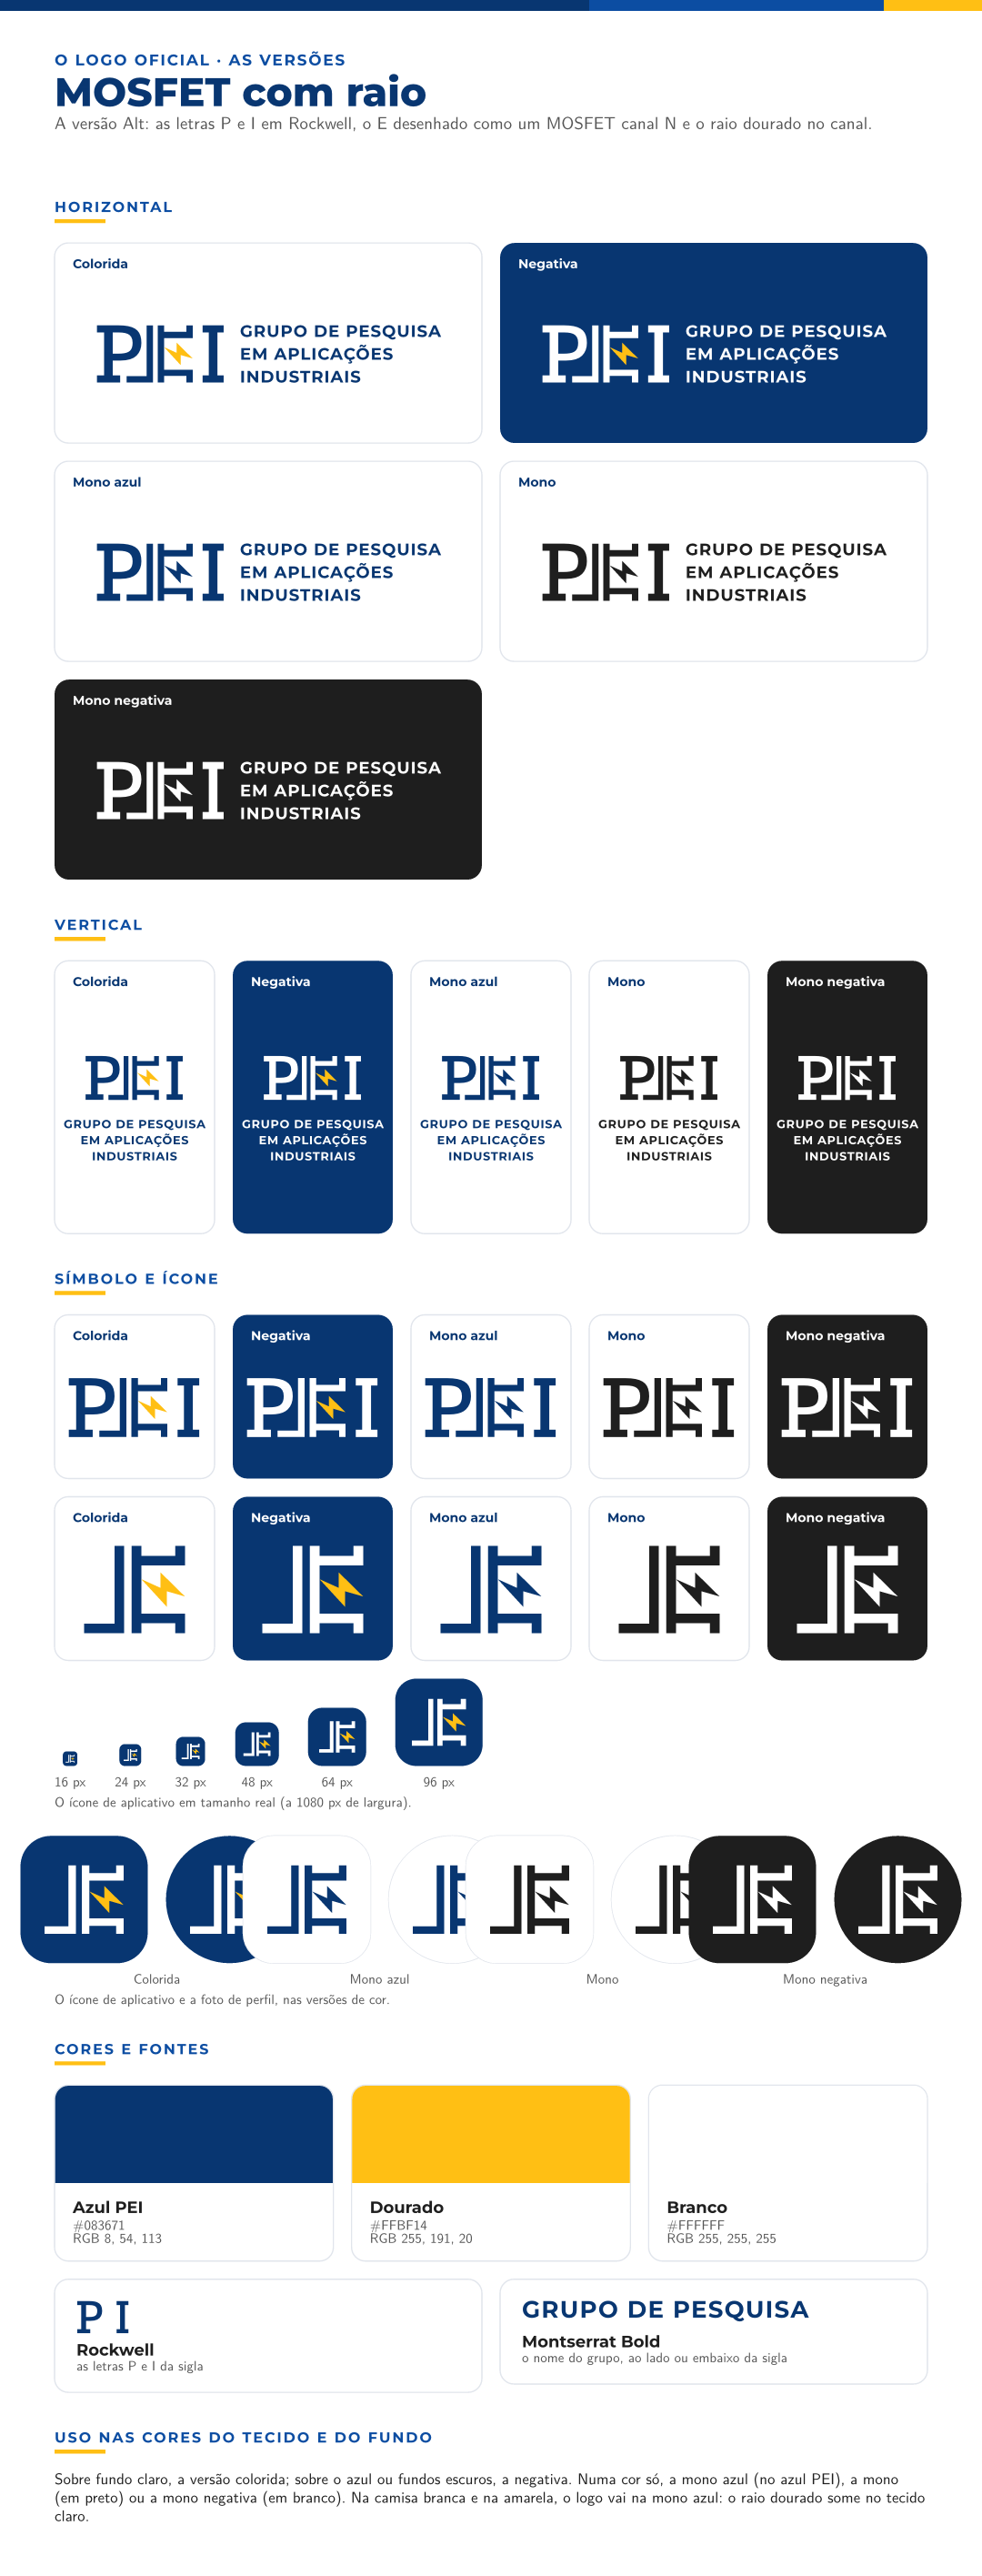 O LOGO OFICIAL · AS VERSÕES
MOSFET com raio
A versão Alt: as letras P e I em Rockwell, o E desenhado como um MOSFET canal N e o raio dourado no canal.
HORIZONTAL
Colorida
PEI
GRUPO DE PESQUISA
EM APLICAÇÕES
INDUSTRIAIS
Negativa
PEI
GRUPO DE PESQUISA
EM APLICAÇÕES
INDUSTRIAIS
Mono azul
PEI
GRUPO DE PESQUISA
EM APLICAÇÕES
INDUSTRIAIS
Mono
PEI
GRUPO DE PESQUISA
EM APLICAÇÕES
INDUSTRIAIS
Mono negativa
PEI
GRUPO DE PESQUISA
EM APLICAÇÕES
INDUSTRIAIS
VERTICAL
Colorida
PEI
GRUPO DE PESQUISA
EM APLICAÇÕES
INDUSTRIAIS
Negativa
PEI
GRUPO DE PESQUISA
EM APLICAÇÕES
INDUSTRIAIS
Mono azul
PEI
GRUPO DE PESQUISA
EM APLICAÇÕES
INDUSTRIAIS
Mono
PEI
GRUPO DE PESQUISA
EM APLICAÇÕES
INDUSTRIAIS
Mono negativa
PEI
GRUPO DE PESQUISA
EM APLICAÇÕES
INDUSTRIAIS
SÍMBOLO E ÍCONE
Colorida
PEI
Negativa
PEI
Mono azul
PEI
Mono
PEI
Mono negativa
PEI
Colorida
E
Negativa
E
Mono azul
E
Mono
E
Mono negativa
E
16 px
24 px
32 px
48 px
64 px
96 px
O ícone de aplicativo em tamanho real (a 1080 px de largura).
Colorida
Mono azul
Mono
Mono negativa
O ícone de aplicativo e a foto de perfil, nas versões de cor.
CORES E FONTES
Azul PEI
#083671
RGB 8, 54, 113
Dourado
#FFBF14
RGB 255, 191, 20
Branco
#FFFFFF
RGB 255, 255, 255
P I
Rockwell
as letras P e I da sigla
GRUPO DE PESQUISA
Montserrat Bold
o nome do grupo, ao lado ou embaixo da sigla
USO NAS CORES DO TECIDO E DO FUNDO
Sobre fundo claro, a versão colorida; sobre o azul ou fundos escuros, a negativa. Numa cor só, a mono azul (no azul PEI), a mono
(em preto) ou a mono negativa (em branco). Na camisa branca e na amarela, o logo vai na mono azul: o raio dourado some no tecido
claro.